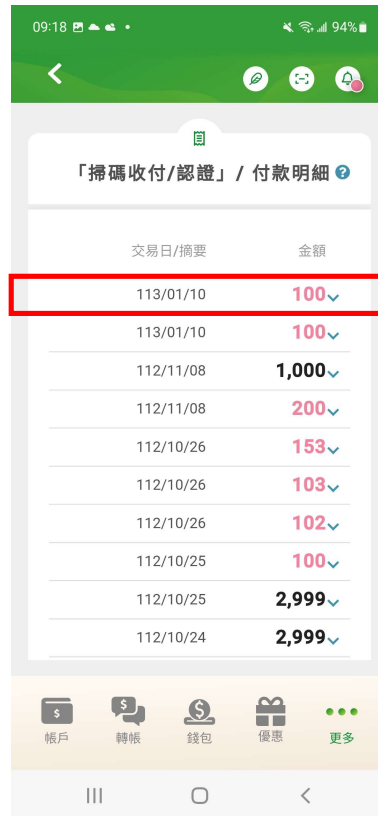 09:18 94%
「掃碼收付/認證」/ 付款明細 ?
交易日/摘要 金額
113/01/10 100
113/01/10 100
112/11/08 1,000
112/11/08 200
112/10/26 153
112/10/26 103
112/10/26 102
112/10/25 100
112/10/25 2,999
112/10/24 2,999
$ $ $
帳戶 轉帳 錢包 優惠 更多